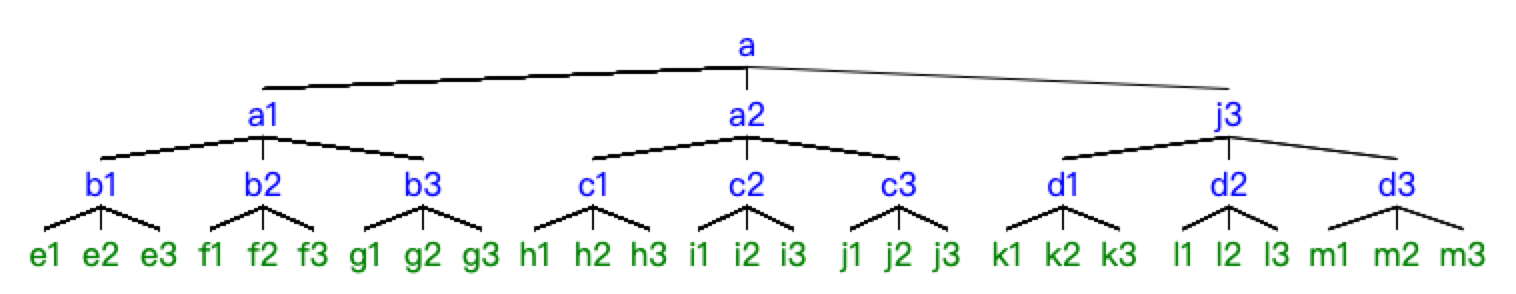 a
a1 a2 j3
b1 b2 b3 c1 c2 c3 d1 d2 d3
e1 e2 e3 f1 f2 f3 g1 g2 g3 h1 h2 h3 i1 i2 i3 j1 j2 j3 k1 k2 k3 l1 l2 l3 m1 m2 m3